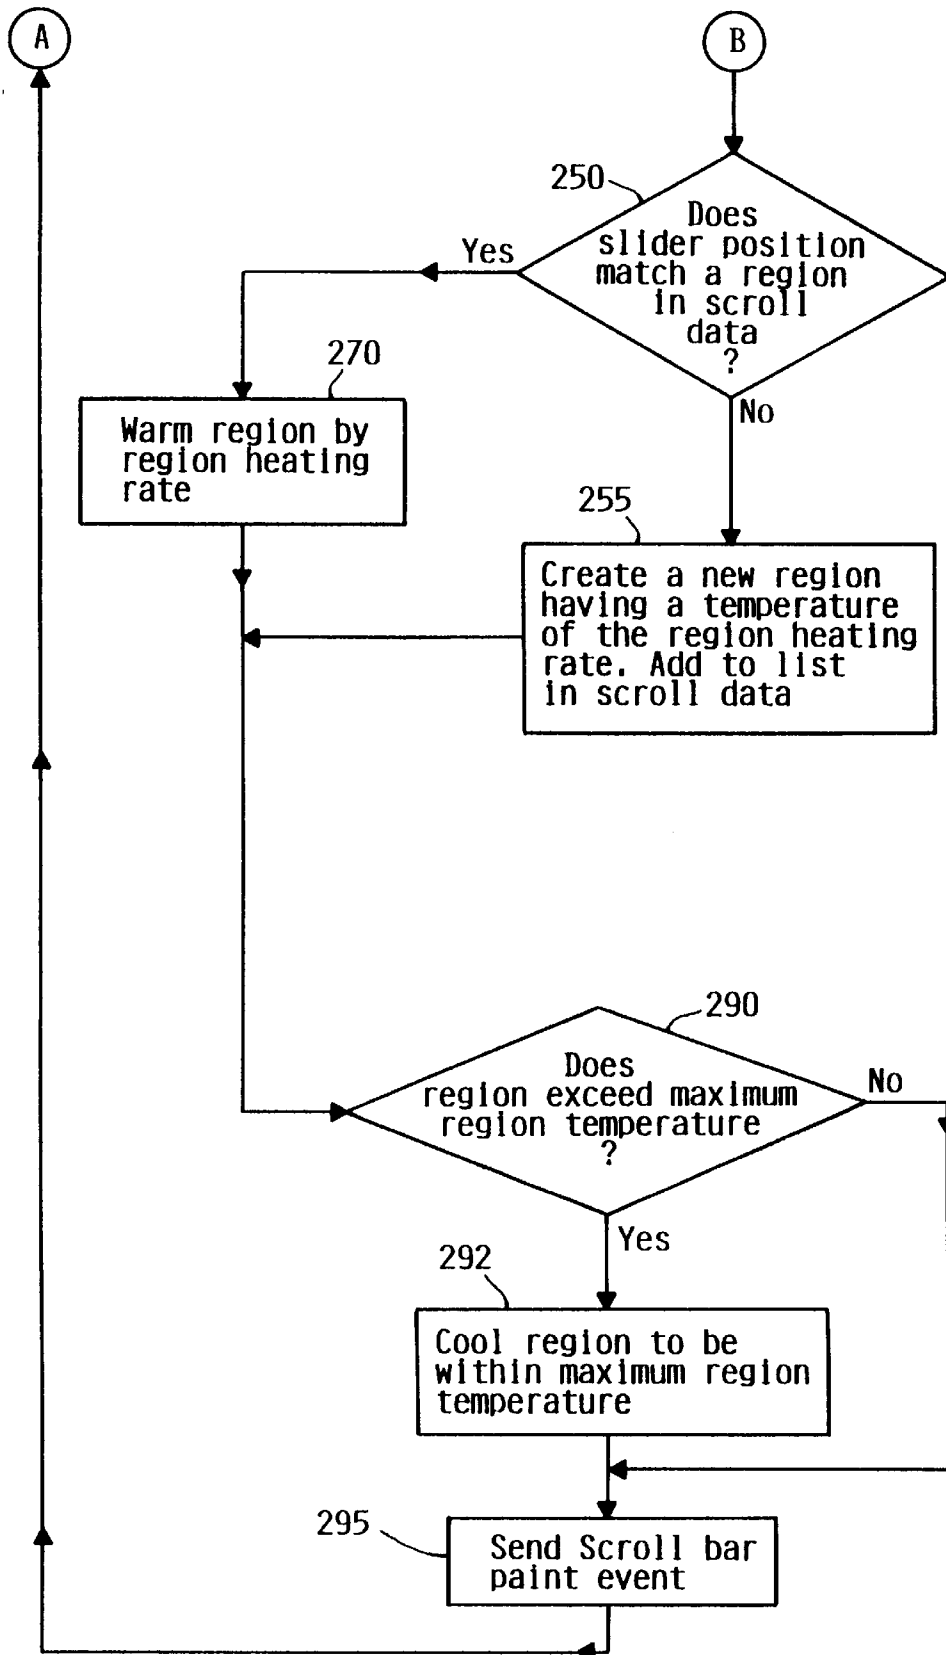 A
B
250
Does
slider position
match a region
in scroll
data
?
Yes
No
270
Warm region by
region heating
rate
255
Create a new region
having a temperature
of the region heating
rate. Add to list
in scroll data
290
Does
region exceed maximum
region temperature
?
No
Yes
292
Cool region to be
within maximum region
temperature
295
Send Scroll bar
paint event